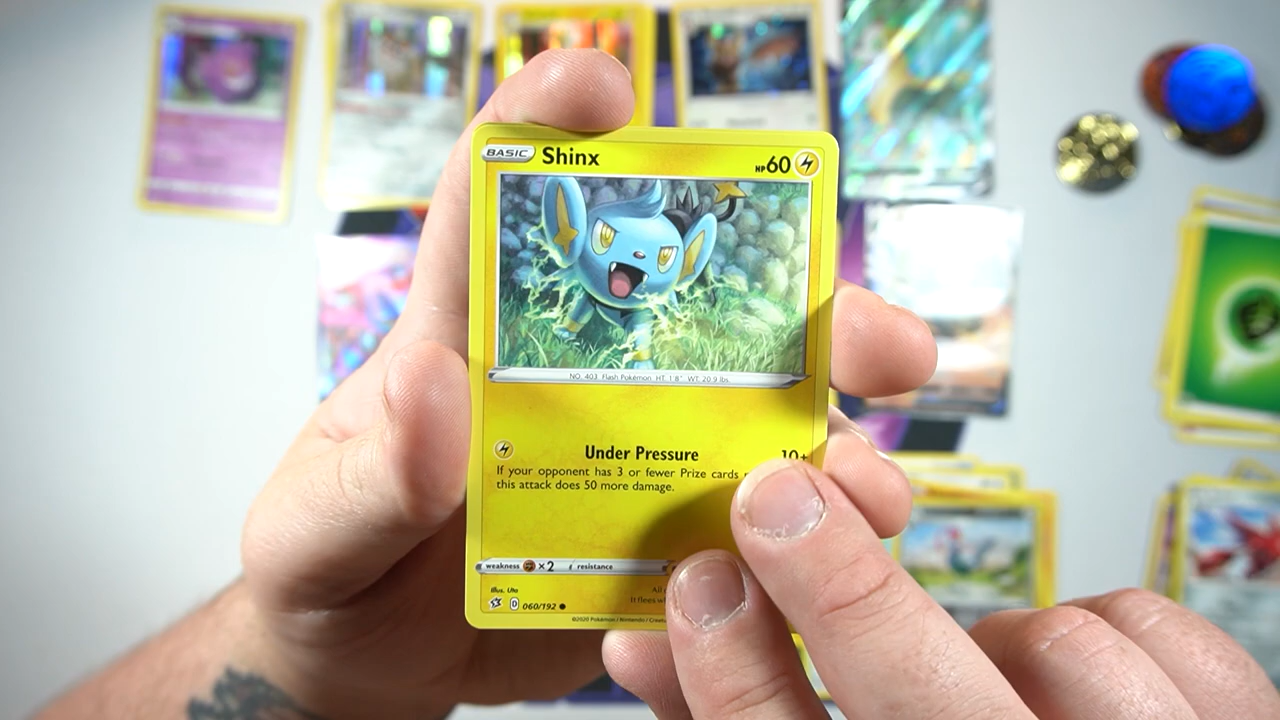 BASIC Shinx HP60
NO. 403 Flash Pokémon HT. 1'8" WT. 20.9 lbs.
Under Pressure 10+
If your opponent has 3 or fewer Prize cards
this attack does 50 more damage.
weakness ×2 resistance
Illus. Uta
It flees
D 060/192
©2020 Pokémon / Nintendo /